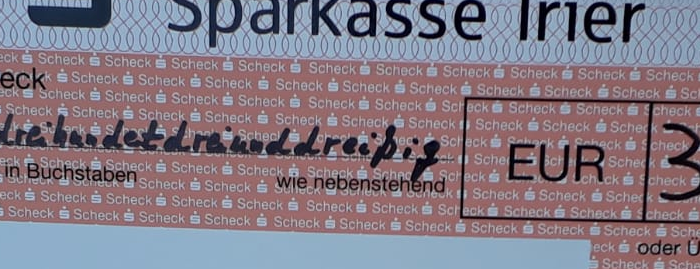 Sparkasse Trier
eck
dreihundertdreiunddreißig
EUR 3
in Buchstaben wie nebenstehend
oder Ü